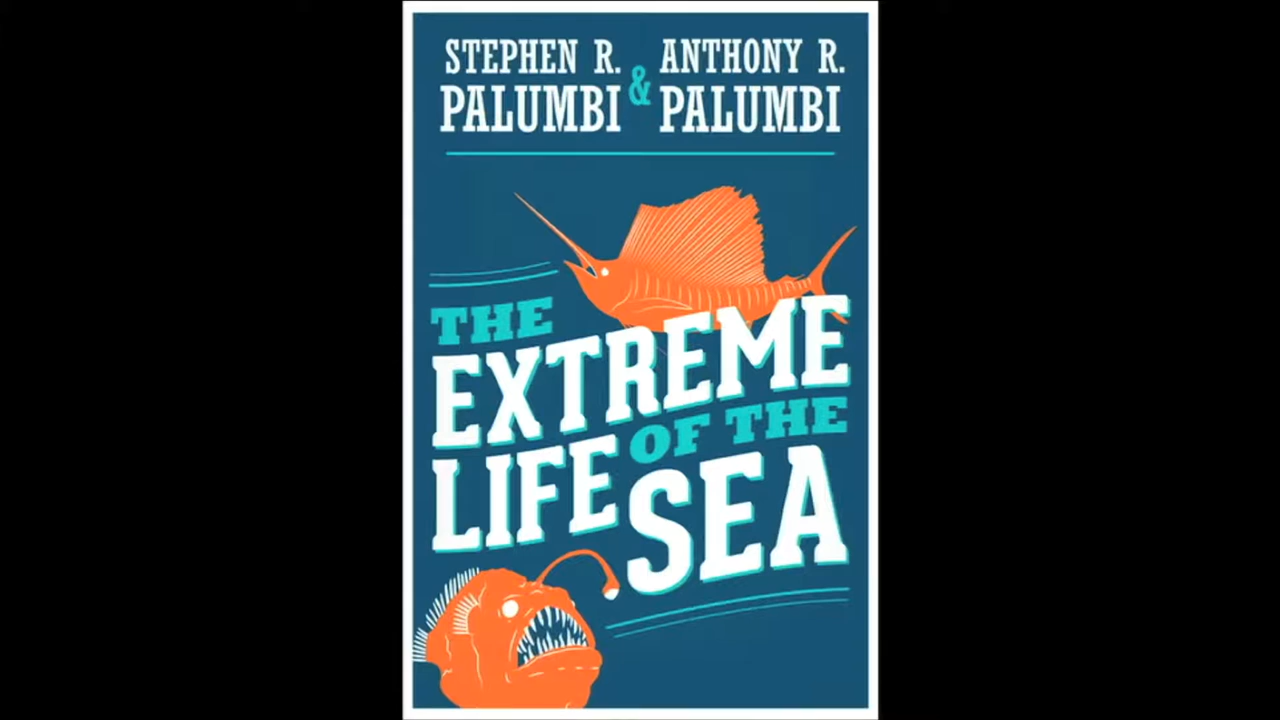 STEPHEN R.
PALUMBI
&
ANTHONY R.
PALUMBI
THE
EXTREME
LIFE OF THE
SEA